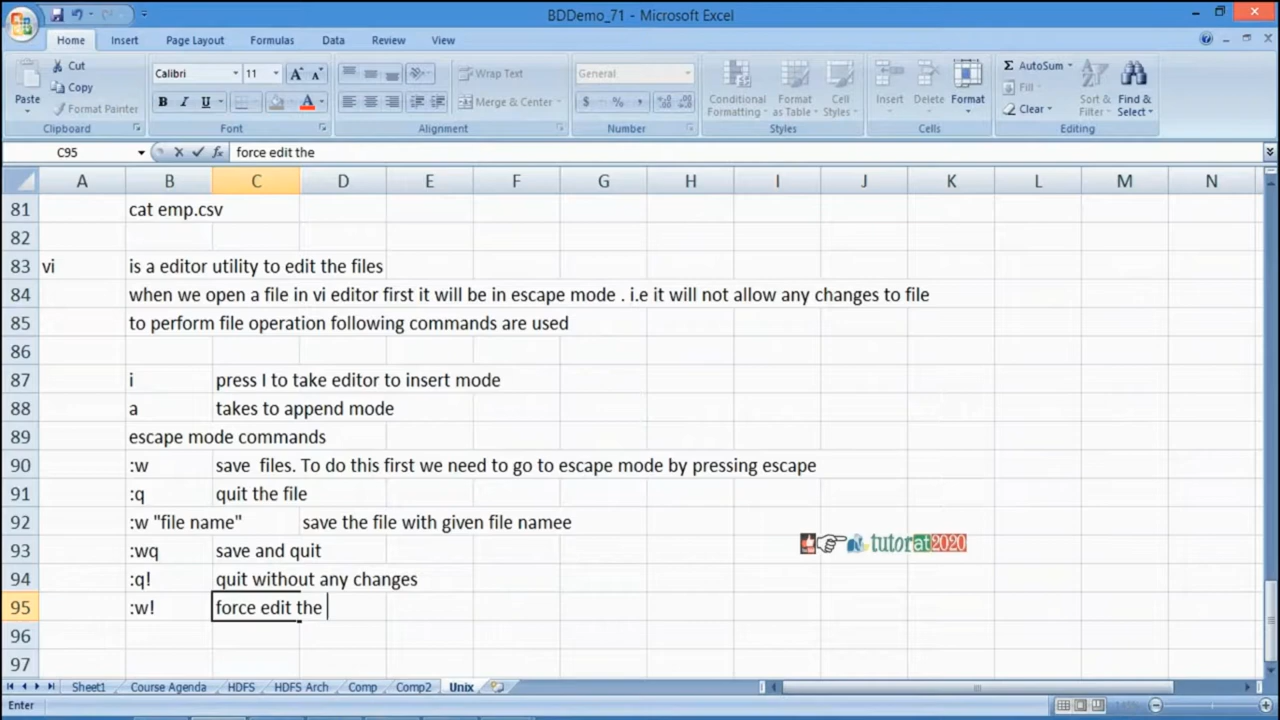 BDDemo_71 - Microsoft Excel
Home Insert Page Layout Formulas Data Review View
Paste Cut Copy Format Painter Clipboard
Calibri 11 A A B I U A Font
Wrap Text Merge & Center Alignment
General $ % , Number
Conditional Formatting Format as Table Cell Styles Styles
Insert Delete Format Cells
Σ AutoSum Fill Clear Sort & Filter Find & Select Editing
C95 fx force edit the
A B C D E F G H I J K L M N
81 cat emp.csv
82
83 vi is a editor utility to edit the files
84 when we open a file in vi editor first it will be in escape mode . i.e it will not allow any changes to file
85 to perform file operation following commands are used
86
87 i press I to take editor to insert mode
88 a takes to append mode
89 escape mode commands
90 :w save  files. To do this first we need to go to escape mode by pressing escape
91 :q quit the file
92 :w "file name" save the file with given file namee
93 :wq save and quit
tutorat2020
94 :q! quit without any changes
95 :w! force edit the
96
97
Sheet1 Course Agenda HDFS HDFS Arch Comp Comp2 Unix
Enter